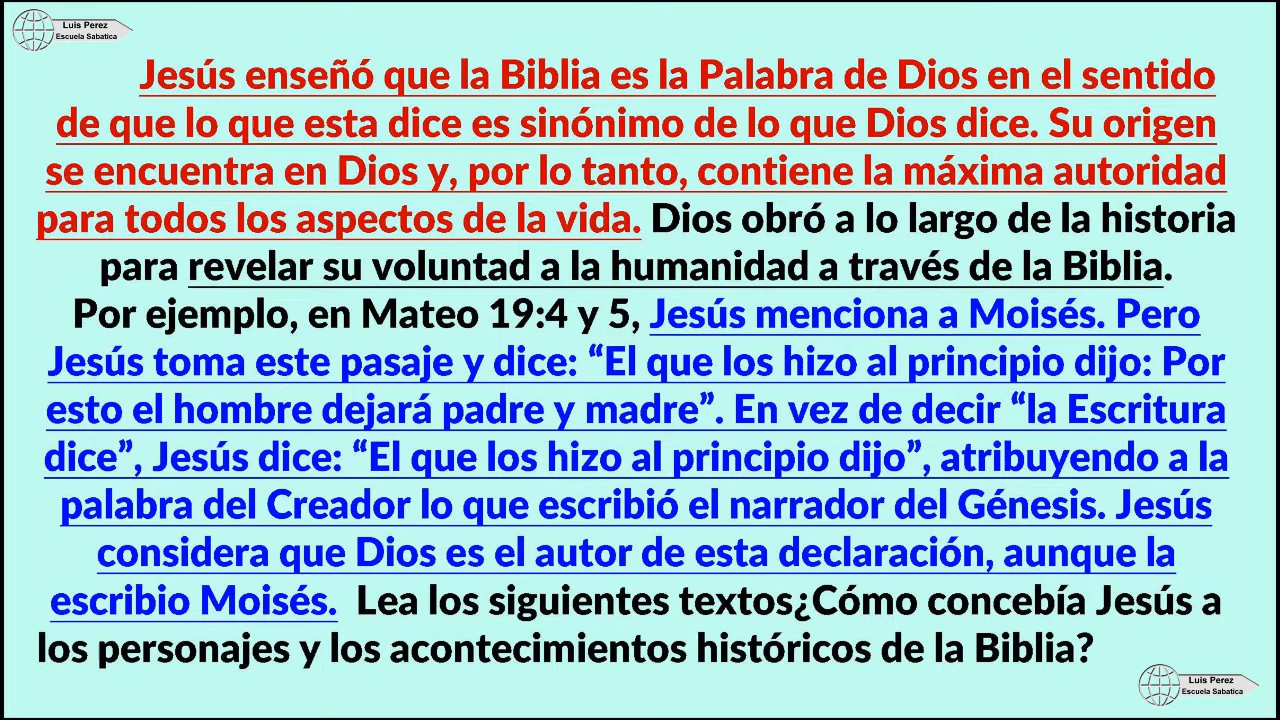 Luis Perez
Escuela Sabatica
Jesús enseñó que la Biblia es la Palabra de Dios en el sentido
de que lo que esta dice es sinónimo de lo que Dios dice. Su origen
se encuentra en Dios y, por lo tanto, contiene la máxima autoridad
para todos los aspectos de la vida. Dios obró a lo largo de la historia
para revelar su voluntad a la humanidad a través de la Biblia.
Por ejemplo, en Mateo 19:4 y 5, Jesús menciona a Moisés. Pero
Jesús toma este pasaje y dice: “El que los hizo al principio dijo: Por
esto el hombre dejará padre y madre”. En vez de decir “la Escritura
dice”, Jesús dice: “El que los hizo al principio dijo”, atribuyendo a la
palabra del Creador lo que escribió el narrador del Génesis. Jesús
considera que Dios es el autor de esta declaración, aunque la
escribio Moisés. Lea los siguientes textos¿Cómo concebía Jesús a
los personajes y los acontecimientos históricos de la Biblia?
Luis Perez
Escuela Sabatica